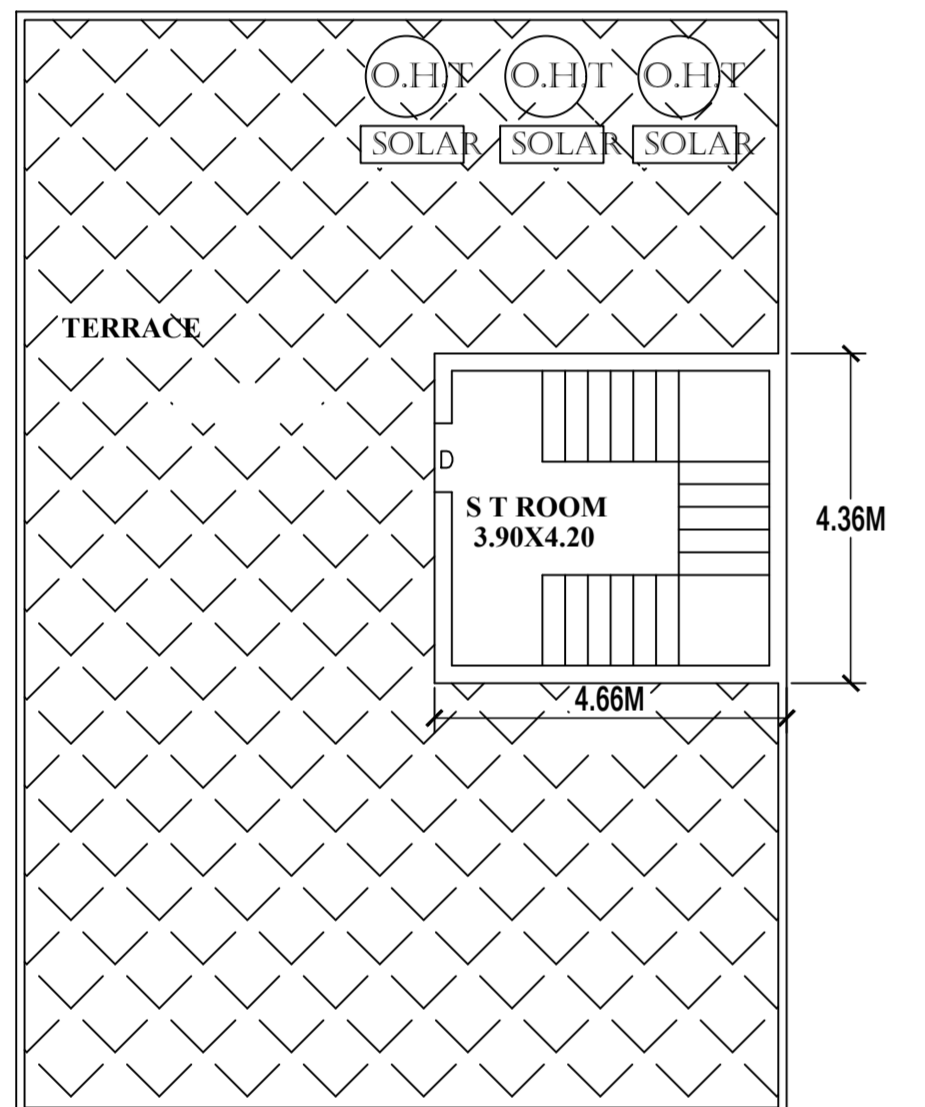 O.H.T O.H.T O.H.T
SOLAR SOLAR SOLAR
TERRACE
D
S T ROOM
3.90X4.20
4.36M
4.66M